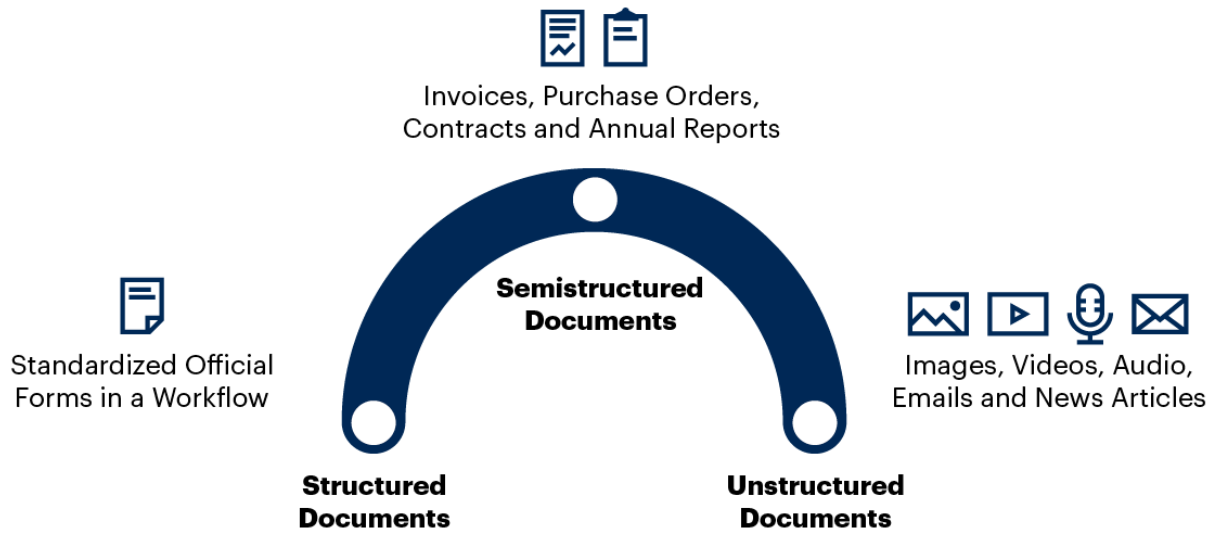 Invoices, Purchase Orders,
Contracts and Annual Reports
Semistructured
Documents
Standardized Official
Forms in a Workflow
Images, Videos, Audio,
Emails and News Articles
Structured
Documents
Unstructured
Documents